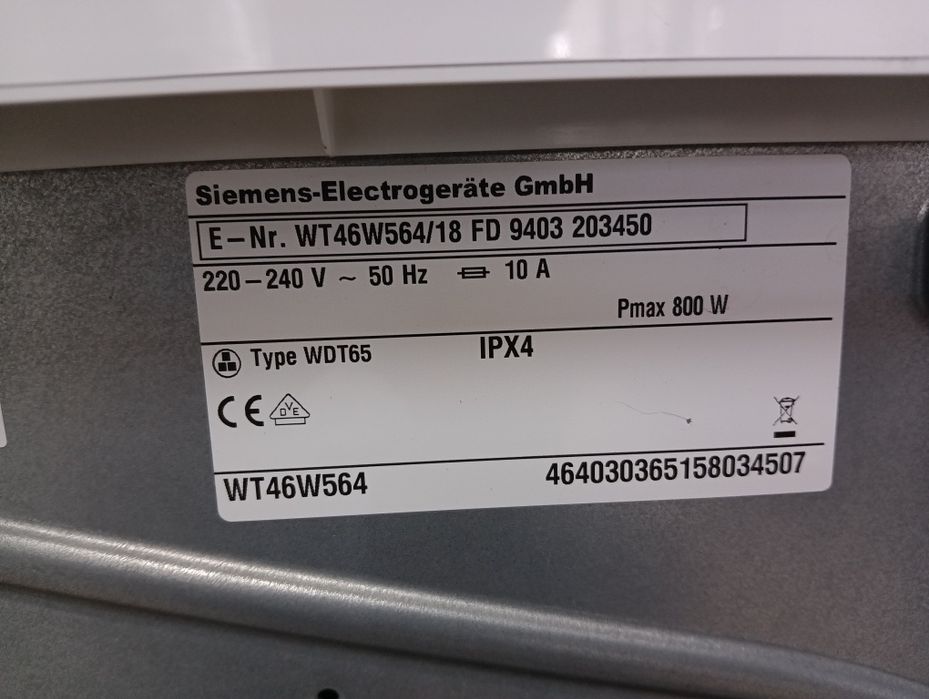 Siemens-Electrogeräte GmbH
E-Nr. WT46W564/18 FD 9403 203450
220-240 V ~ 50 Hz 10 A
Pmax 800 W
Type WDT65 IPX4
CE DVE
WT46W564 464030365158034507